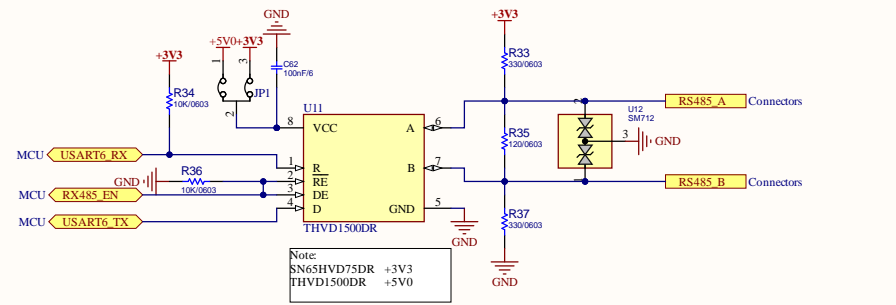 GND
+3V3
+5V0 +3V3
+3V3
1
3
C62
100nF/6
R33
330/0603
R34
10K/0603
JP1
2
U11
8
VCC
A
6
RS485_A
Connectors
2
U12
SM712
R35
120/0603
3
GND
MCU
USART6_RX
1
R
B
7
GND
R36
10K/0603
2
RE
MCU
RX485_EN
3
DE
1
RS485_B
Connectors
MCU
USART6_TX
4
D
GND
5
R37
330/0603
THVD1500DR
GND
GND
Note:
SN65HVD75DR +3V3
THVD1500DR +5V0